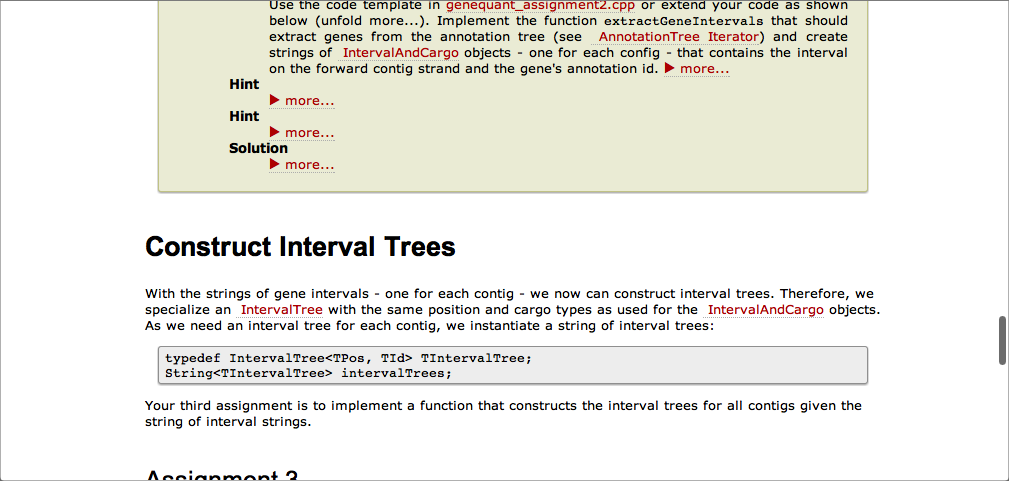 Use the code template in genequant_assignment2.cpp or extend your code as shown
below (unfold more...). Implement the function extractGeneIntervals that should
extract genes from the annotation tree (see AnnotationTree Iterator) and create
strings of IntervalAndCargo objects - one for each config - that contains the interval
on the forward contig strand and the gene's annotation id. ▶ more...
Hint
▶ more...
Hint
▶ more...
Solution
▶ more...
Construct Interval Trees
With the strings of gene intervals - one for each contig - we now can construct interval trees. Therefore, we
specialize an IntervalTree with the same position and cargo types as used for the IntervalAndCargo objects.
As we need an interval tree for each contig, we instantiate a string of interval trees:
typedef IntervalTree<TPos, TId> TIntervalTree;
String<TIntervalTree> intervalTrees;
Your third assignment is to implement a function that constructs the interval trees for all contigs given the
string of interval strings.
Assignment 3